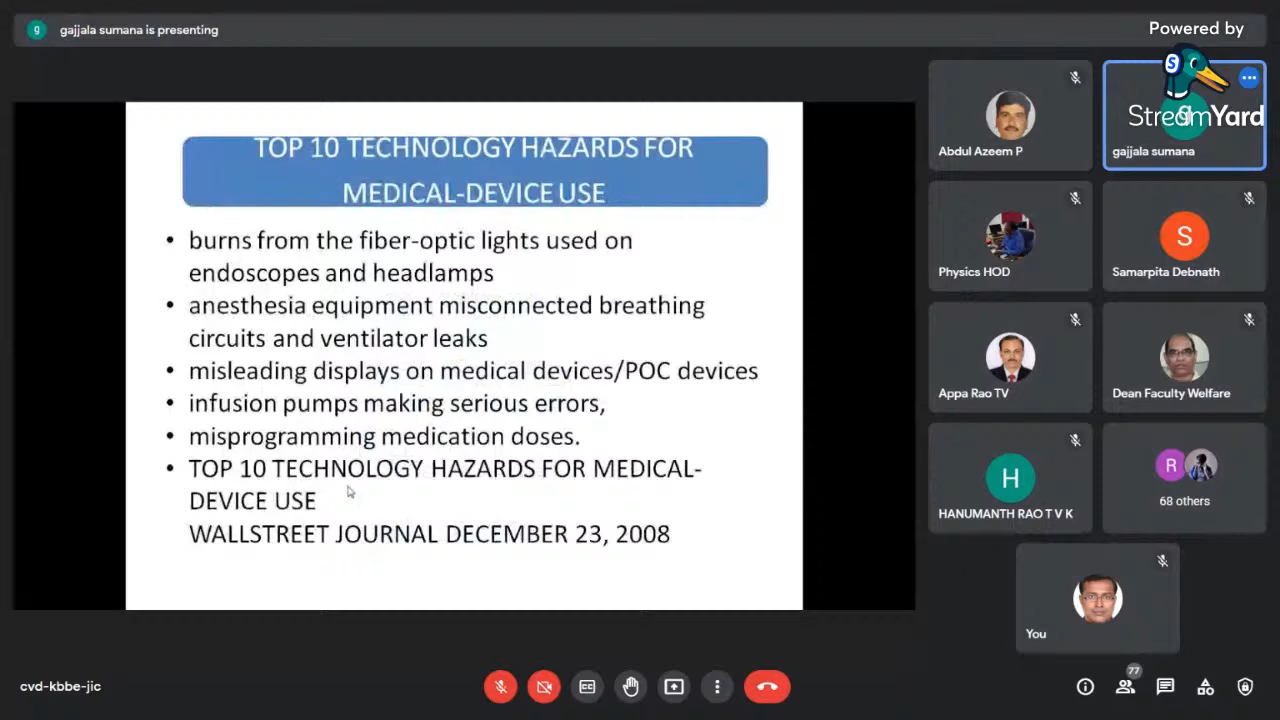 g
gajjala sumana is presenting
Powered by
StreamYard
TOP 10 TECHNOLOGY HAZARDS FOR
MEDICAL-DEVICE USE
• burns from the fiber-optic lights used on
endoscopes and headlamps
• anesthesia equipment misconnected breathing
circuits and ventilator leaks
• misleading displays on medical devices/POC devices
• infusion pumps making serious errors,
• misprogramming medication doses.
• TOP 10 TECHNOLOGY HAZARDS FOR MEDICAL-
DEVICE USE
WALLSTREET JOURNAL DECEMBER 23, 2008
Abdul Azeem P
S
g
gajjala sumana
Physics HOD
S
Samarpita Debnath
Appa Rao TV
Dean Faculty Welfare
H
HANUMANTH RAO T V K
R
68 others
You
cvd-kbbe-jic
CC
77